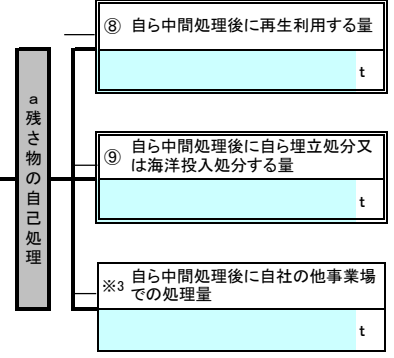 ⑧ 自ら中間処理後に再生利用する量
t
a残さ物の自己処理
⑨ 自ら中間処理後に自ら埋立処分又
は海洋投入処分する量
t
※3 自ら中間処理後に自社の他事業場
での処理量
t